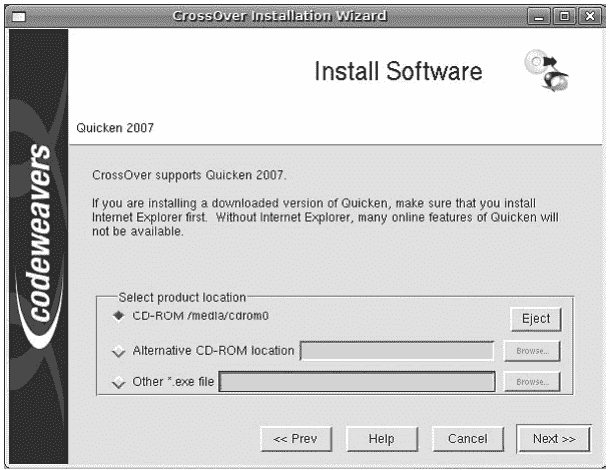 CrossOver Installation Wizard
Install Software
Quicken 2007
codeweavers
CrossOver supports Quicken 2007.
If you are installing a downloaded version of Quicken, make sure that you install
Internet Explorer first. Without Internet Explorer, many online features of Quicken will
not be available.
Select product location
CD-ROM /media/cdrom0
Eject
Alternative CD-ROM location
Browse...
Other *.exe file
Browse...
<< Prev
Help
Cancel
Next >>